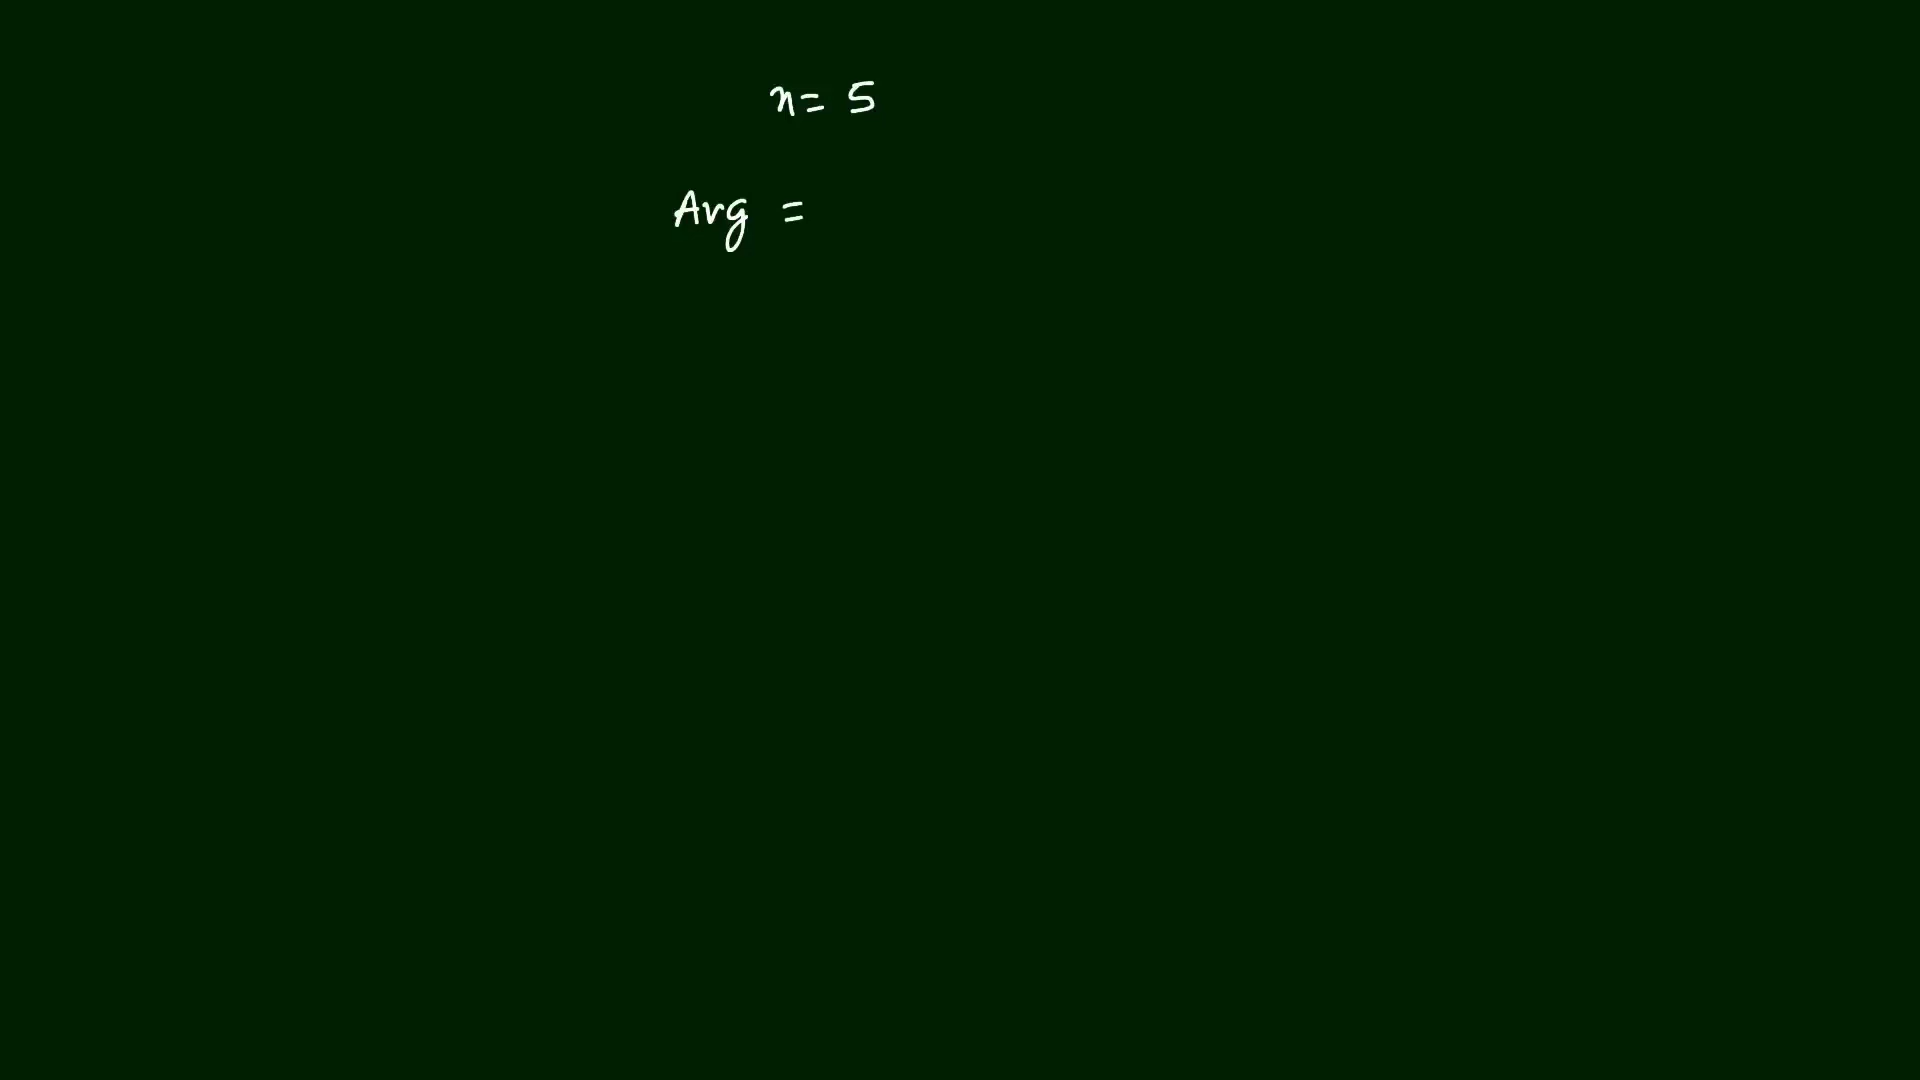 n= 5
Avg =